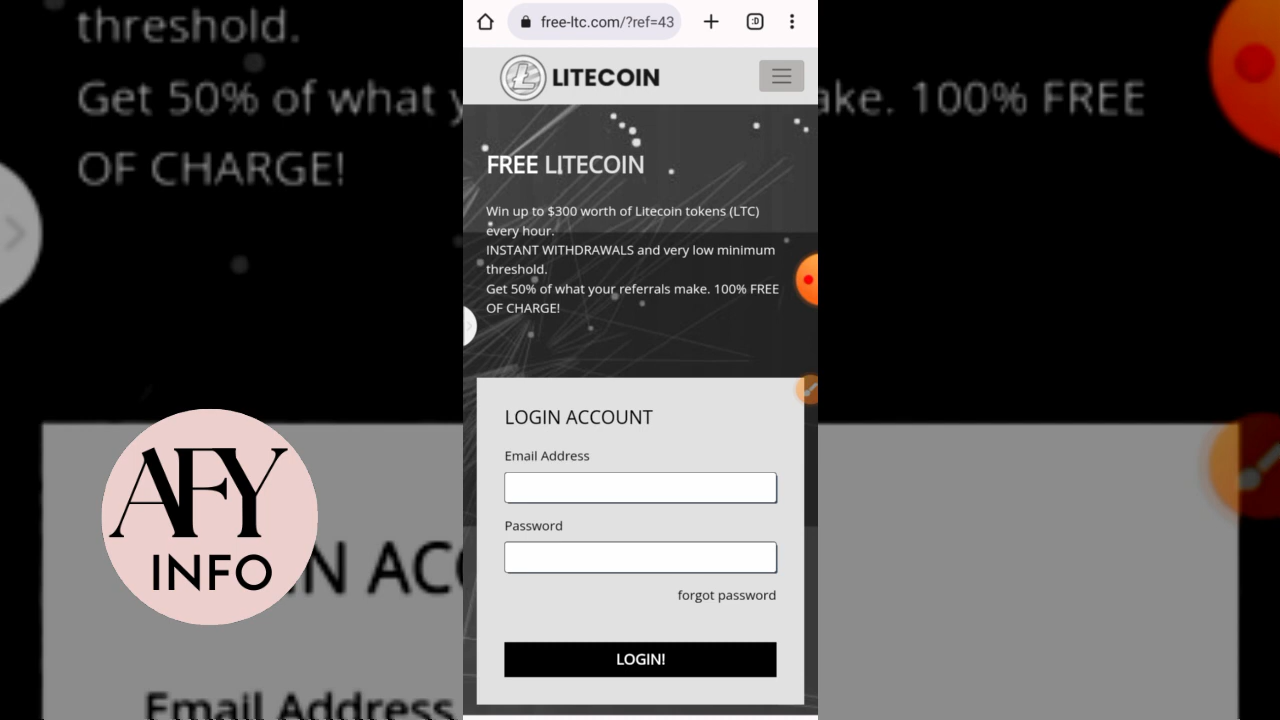 threshold.
Get 50% of what y
ake. 100% FREE
OF CHARGE!
IN ACC
Email Address
AFY
INFO
free-ltc.com/?ref=43
:D
LITECOIN
FREE LITECOIN
Win up to $300 worth of Litecoin tokens (LTC)
every hour.
INSTANT WITHDRAWALS and very low minimum
threshold.
Get 50% of what your referrals make. 100% FREE
OF CHARGE!
LOGIN ACCOUNT
Email Address
Password
forgot password
LOGIN!